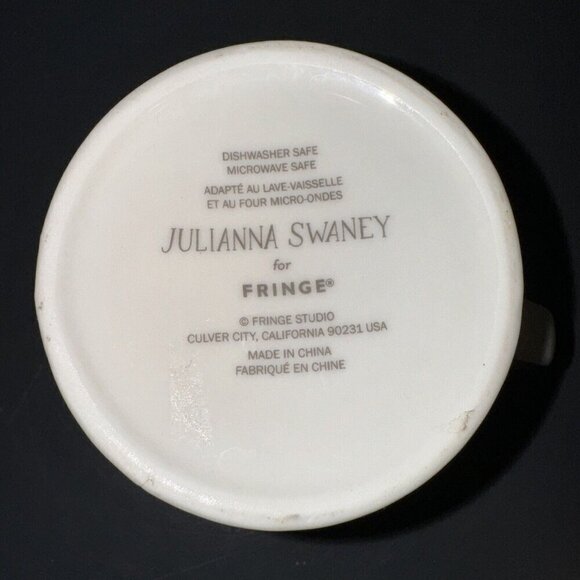 DISHWASHER SAFE
MICROWAVE SAFE
ADAPTÉ AU LAVE-VAISSELLE
ET AU FOUR MICRO-ONDES
JULIANNA SWANEY
for
FRINGE®
© FRINGE STUDIO
CULVER CITY, CALIFORNIA 90231 USA
MADE IN CHINA
FABRIQUÉ EN CHINE